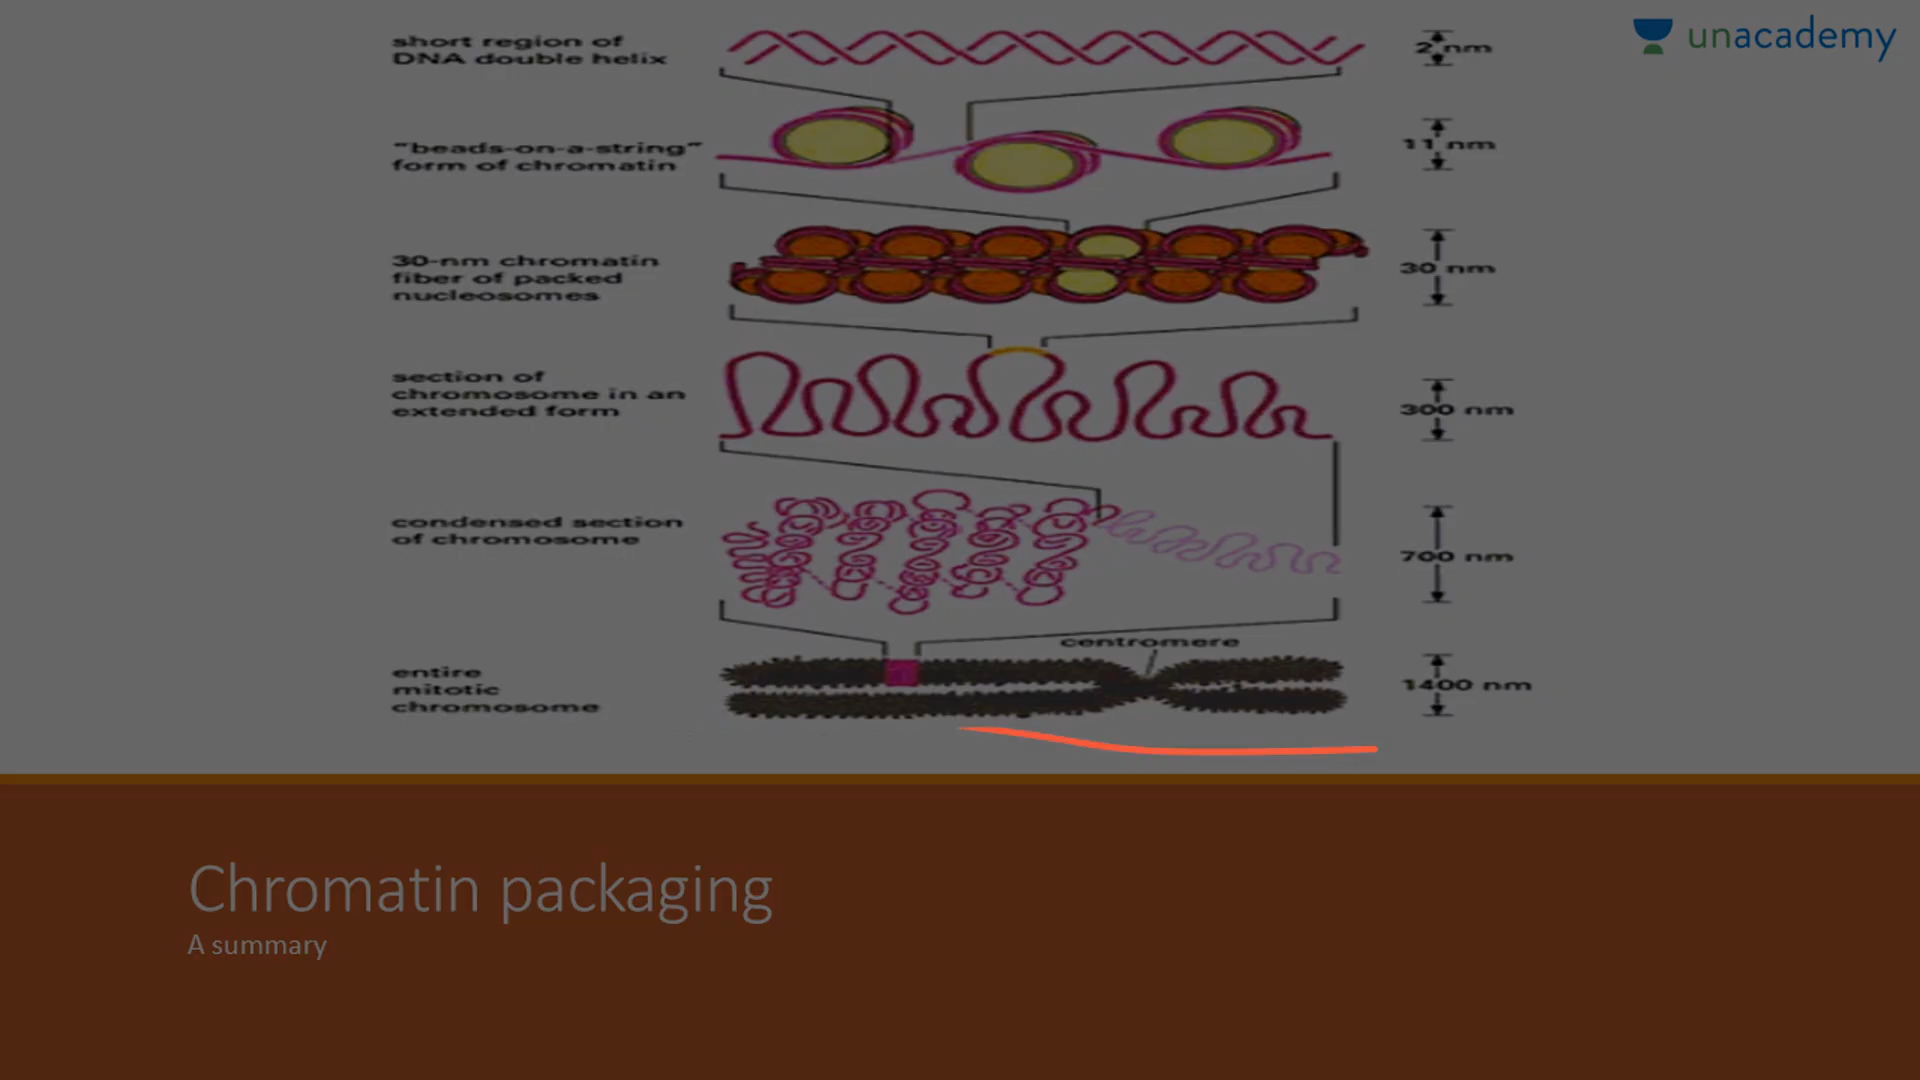 unacademy
short region of
DNA double helix
2 nm
"beads-on-a-string"
form of chromatin
11 nm
30-nm chromatin
fiber of packed
nucleosomes
30 nm
section of
chromosome in an
extended form
300 nm
condensed section
of chromosome
700 nm
centromere
entire
mitotic
chromosome
1400 nm
Chromatin packaging
A summary